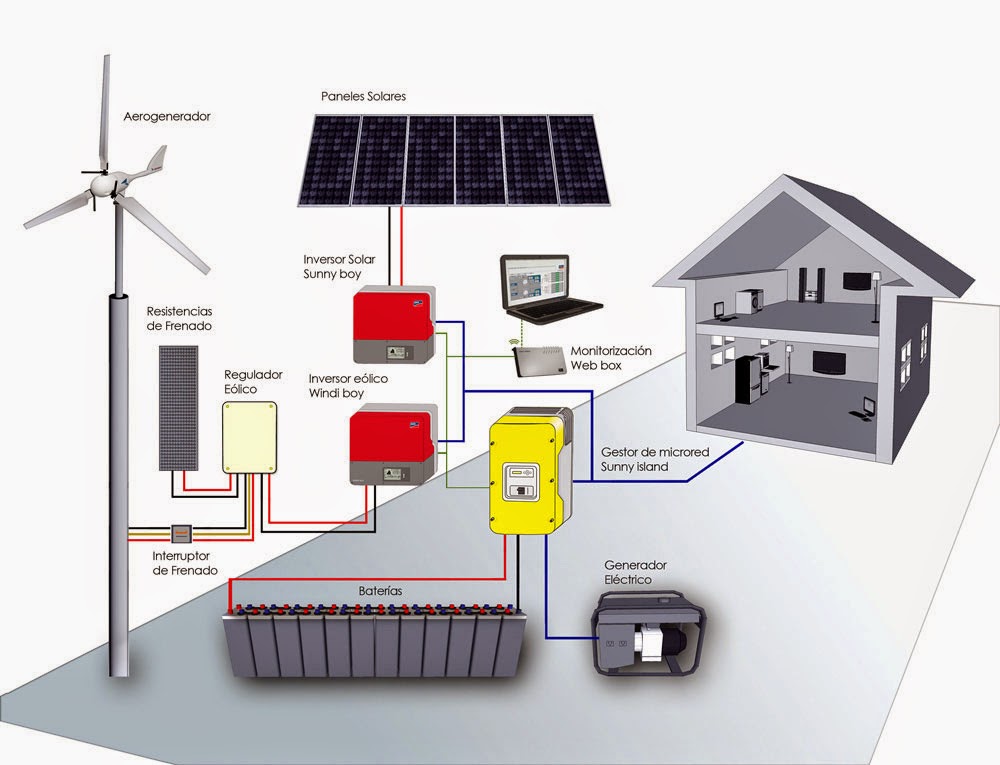 Paneles Solares
Aerogenerador
Inversor Solar
Sunny boy
Resistencias
de Frenado
Monitorización
Web box
Regulador
Eólico
Inversor eólico
Windi boy
Gestor de microred
Sunny island
Interruptor
de Frenado
Generador
Eléctrico
Baterías